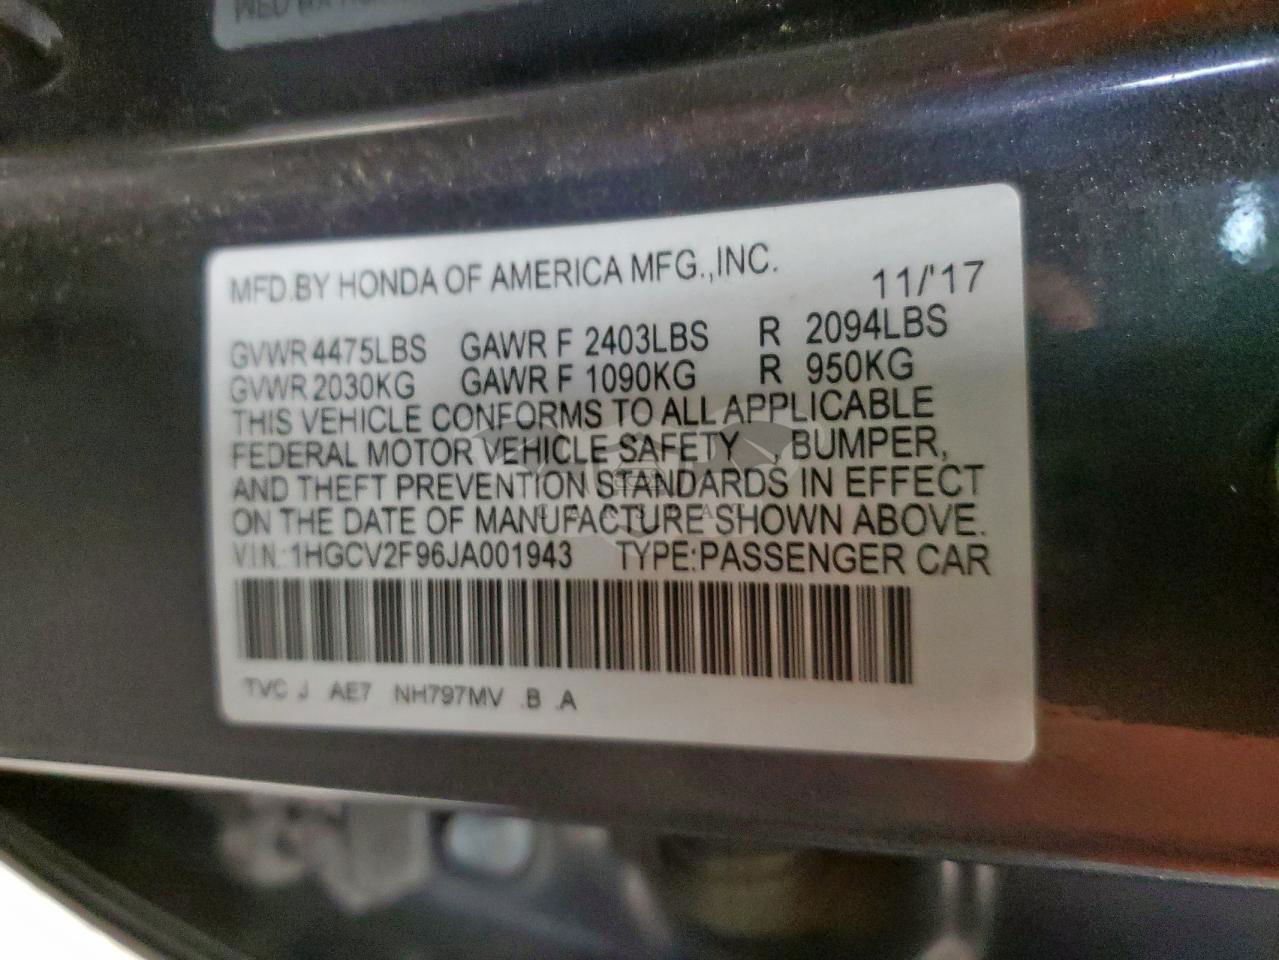 MFD.BY HONDA OF AMERICA MFG.,INC. 11/'17
GVWR 4475LBS GAWR F 2403LBS R 2094LBS
GVWR 2030KG GAWR F 1090KG R 950KG
THIS VEHICLE CONFORMS TO ALL APPLICABLE
FEDERAL MOTOR VEHICLE SAFETY , BUMPER,
AND THEFT PREVENTION STANDARDS IN EFFECT
ON THE DATE OF MANUFACTURE SHOWN ABOVE.
VIN: 1HGCV2F96JA001943 TYPE:PASSENGER CAR
TVC J AE7 NH797MV .B .A